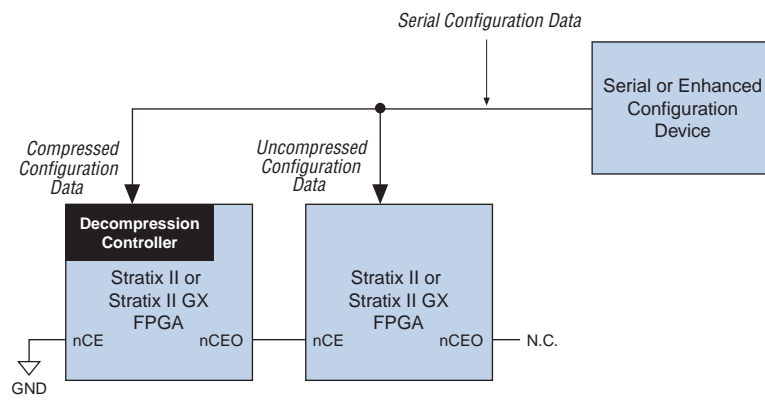 Serial Configuration Data
Serial or Enhanced
Configuration
Device
Compressed
Configuration
Data
Uncompressed
Configuration
Data
Decompression
Controller
Stratix II or
Stratix II GX
FPGA
Stratix II or
Stratix II GX
FPGA
nCE
nCEO
nCE
nCEO
N.C.
GND